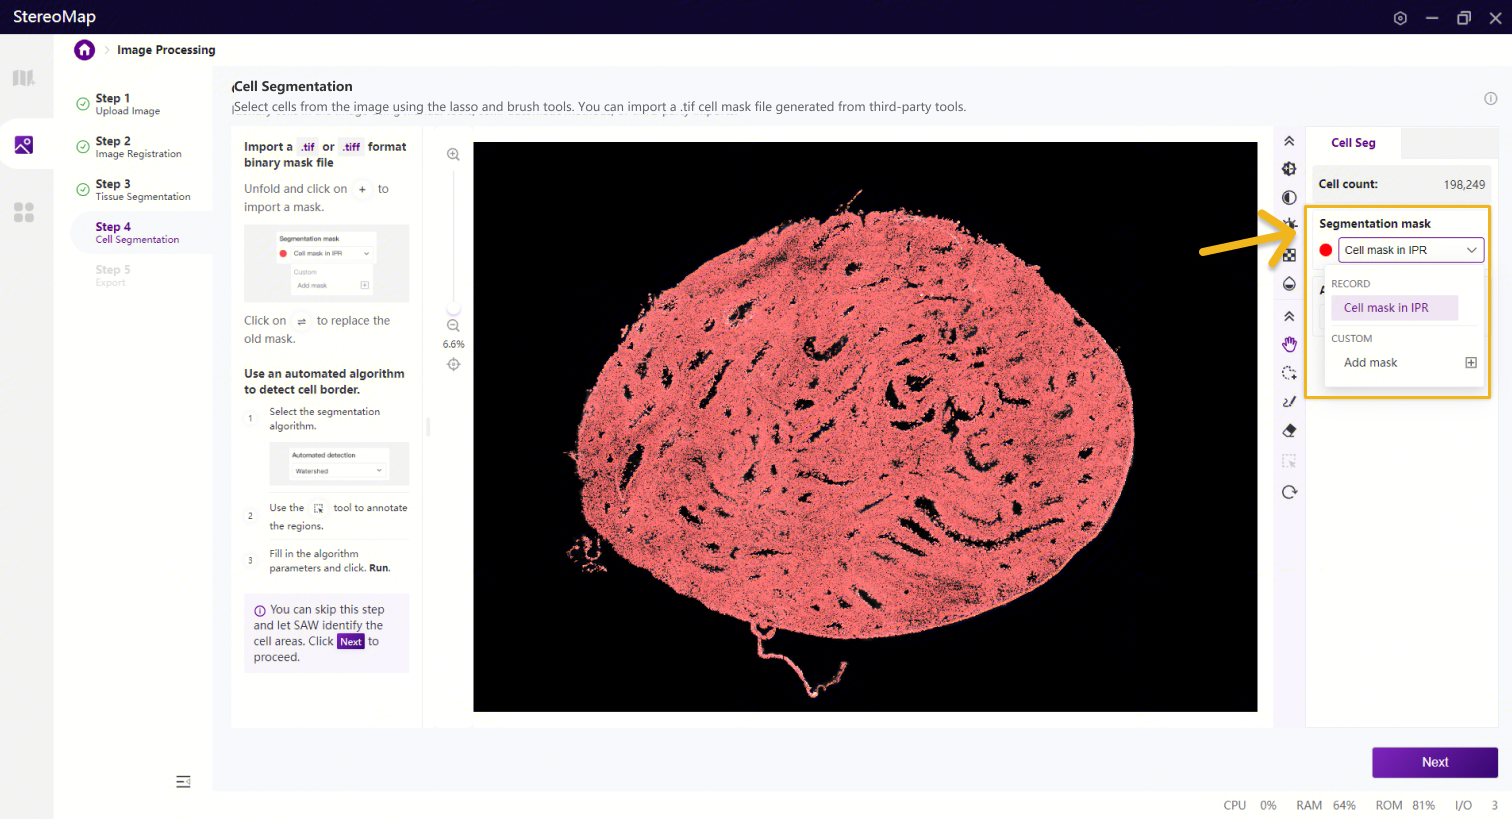 StereoMap
Image Processing
Step 1
Upload Image
Step 2
Image Registration
Step 3
Tissue Segmentation
Step 4
Cell Segmentation
Step 5
Export
Cell Segmentation
Select cells from the image using the lasso and brush tools. You can import a .tif cell mask file generated from third-party tools.
Import a .tif or .tiff format
binary mask file
Unfold and click on + to
import a mask.
Segmentation mask
Cell mask in IPR
Custom
Add mask
Click on ⇌ to replace the
old mask.
Use an automated algorithm
to detect cell border.
1 Select the segmentation
algorithm.
Automated detection
Watershed
2 Use the tool to annotate
the regions.
3 Fill in the algorithm
parameters and click. Run.
You can skip this step
and let SAW identify the
cell areas. Click Next to
proceed.
6.6%
Cell Seg
Cell count: 198,249
Segmentation mask
Cell mask in IPR
RECORD
Cell mask in IPR
CUSTOM
Add mask
Next
CPU 0% RAM 64% ROM 81% I/O 3